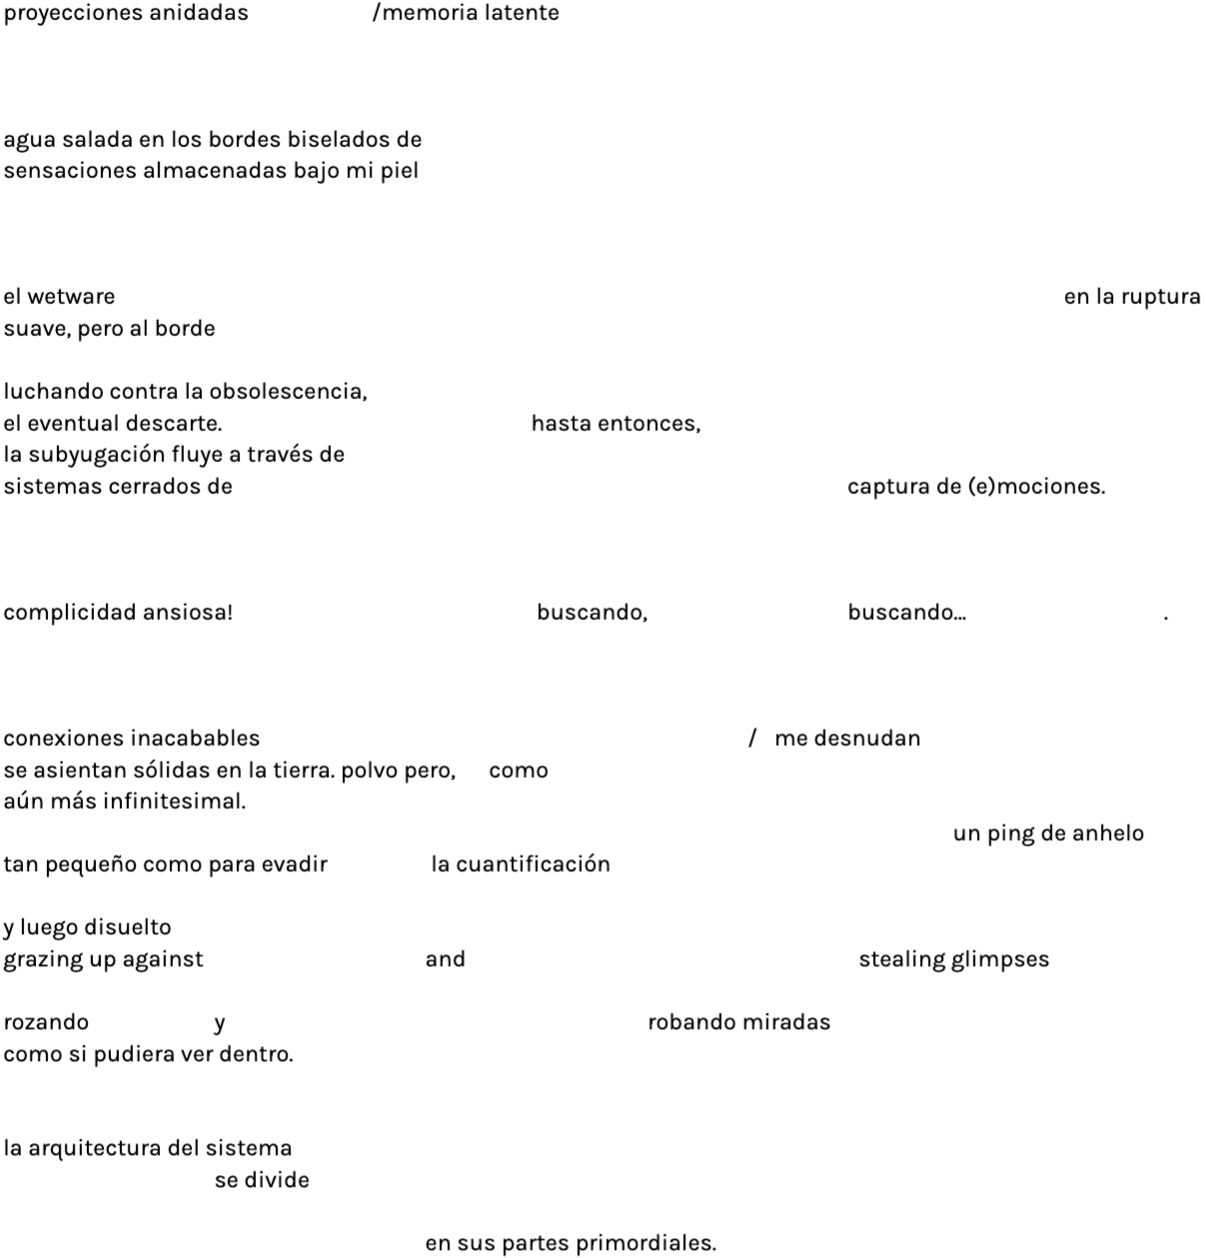 proyecciones anidadas /memoria latente
agua salada en los bordes biselados de
sensaciones almacenadas bajo mi piel
el wetware en la ruptura
suave, pero al borde
luchando contra la obsolescencia,
el eventual descarte. hasta entonces,
la subyugación fluye a través de
sistemas cerrados de captura de (e)mociones.
complicidad ansiosa! buscando, buscando... .
conexiones inacabables / me desnudan
se asientan sólidas en la tierra. polvo pero, como
aún más infinitesimal.
un ping de anhelo
tan pequeño como para evadir la cuantificación
y luego disuelto
grazing up against and stealing glimpses
rozando y robando miradas
como si pudiera ver dentro.
la arquitectura del sistema
se divide
en sus partes primordiales.